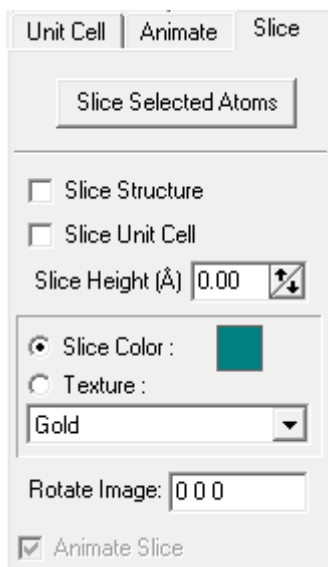 Unit Cell Animate Slice
Slice Selected Atoms
Slice Structure
Slice Unit Cell
Slice Height (Å) 0.00
Slice Color :
Texture :
Gold
Rotate Image: 0 0 0
Animate Slice